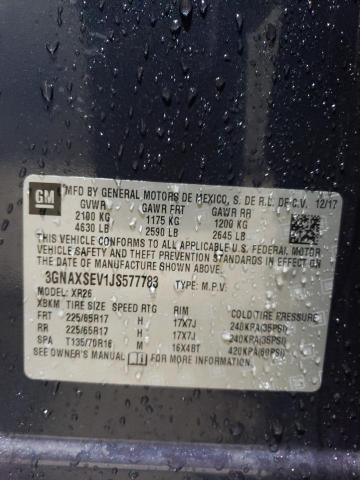 GM
MFD BY GENERAL MOTORS DE MEXICO, S. DE R.L. DE C.V. 12/17
GVWR GAWR FRT GAWR RR
2100 KG 1175 KG 1200 KG
4630 LB 2590 LB 2645 LB
THIS VEHICLE CONFORMS TO ALL APPLICABLE U.S. FEDERAL MOTOR
VEHICLE SAFETY AND THEFT PREVENTION STANDARDS IN
EFFECT ON THE DATE OF MANUFACTURE SHOWN ABOVE.
3GNAXSEV1JS577783 TYPE: M.P.V.
MODEL: XR26
XBKM TIRE SIZE SPEED RTG RIM COLD TIRE PRESSURE
FRT 225/65R17 H 17X7J 240KPA(35PSI)
RR 225/65R17 H 17X7J 240KPA(35PSI)
SPA T135/70R16 M 16X4BT 420KPA(60PSI)
SEE OWNER'S MANUAL FOR MORE INFORMATION.